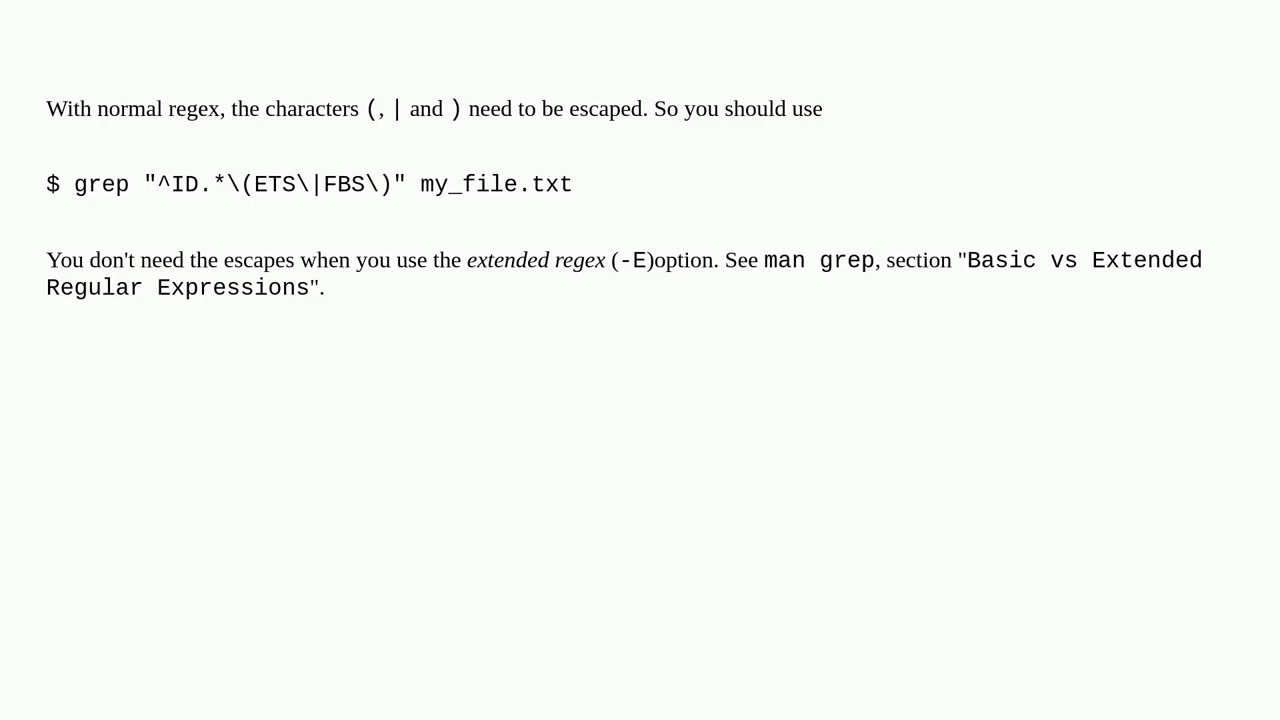 With normal regex, the characters (, | and ) need to be escaped. So you should use
$ grep "^ID.*\(ETS\|FBS\)" my_file.txt
You don't need the escapes when you use the extended regex (-E)option. See man grep, section "Basic vs Extended
Regular Expressions".